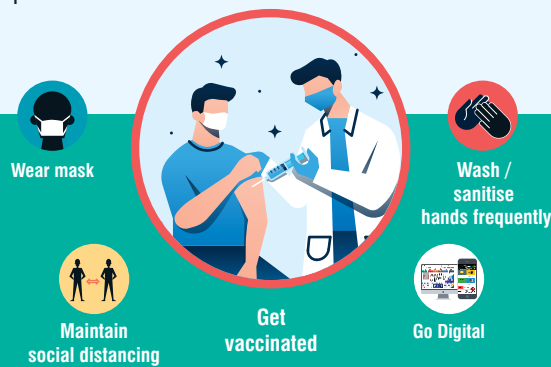 Wear mask
Wash /
sanitise
hands frequently
Maintain
social distancing
Get
vaccinated
Go Digital